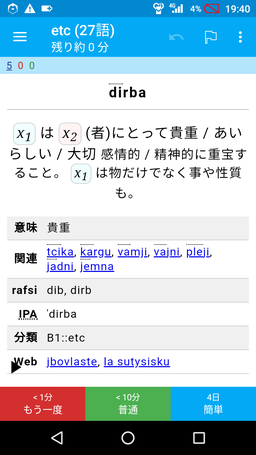 4G 4% 19:40
etc (27語)
残り約 0 分
5 0 0
dirba
x1 は x2 (者)にとって貴重 / あい
らしい / 大切 感情的 / 精神的に重宝す
ること。 x1 は物だけでなく事や性質
も。
意味 貴重
関連 tcika, kargu, vamji, vajni, pleji,
jadni, jemna
rafsi dib, dirb
IPA ˈdirba
分類 B1::etc
Web jbovlaste, la sutysisku
< 1分 < 10分 4日
もう一度 普通 簡単